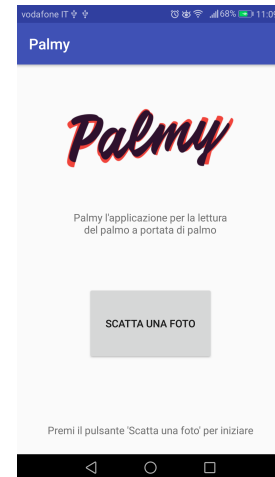 vodafone IT 68% 11:09
Palmy
Palmy
Palmy l'applicazione per la lettura
del palmo a portata di palmo
SCATTA UNA FOTO
Premi il pulsante 'Scatta una foto' per iniziare